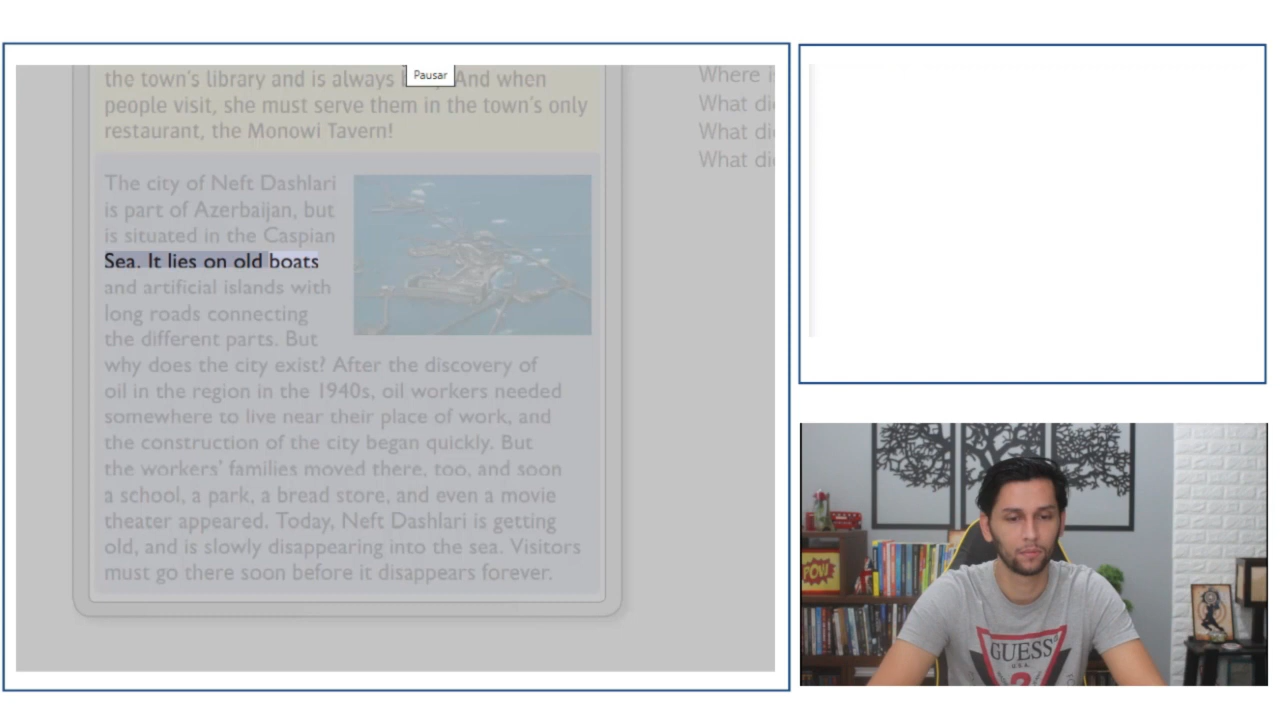 the town's library and is always And when
people visit, she must serve them in the town's only
restaurant, the Monowi Tavern!
Pausar
The city of Neft Dashlari
is part of Azerbaijan, but
is situated in the Caspian
Sea. It lies on old boats
and artificial islands with
long roads connecting
the different parts. But
why does the city exist? After the discovery of
oil in the region in the 1940s, oil workers needed
somewhere to live near their place of work, and
the construction of the city began quickly. But
the workers' families moved there, too, and soon
a school, a park, a bread store, and even a movie
theater appeared. Today, Neft Dashlari is getting
old, and is slowly disappearing into the sea. Visitors
must go there soon before it disappears forever.
Where
What
What
What
POW
GUESS
U.S.A.